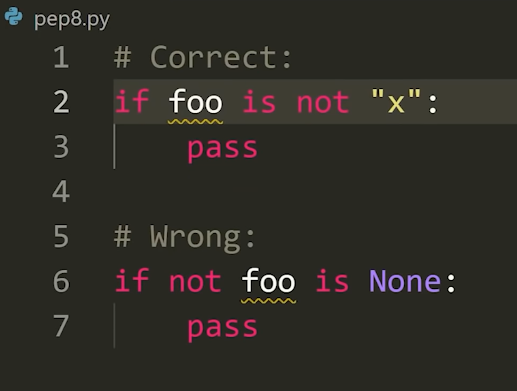 pep8.py
1 # Correct:
2 if foo is not "x":
3     pass
4
5 # Wrong:
6 if not foo is None:
7     pass